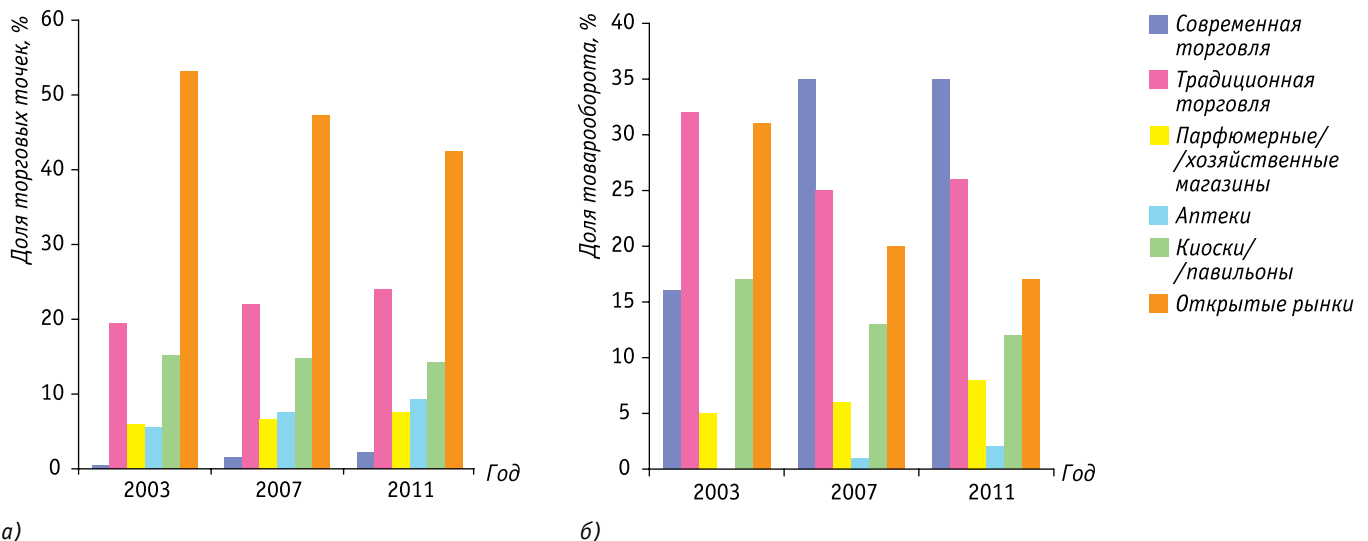 Доля торговых точек, %
60
50
40
30
20
10
0
2003
2007
2011
Год
а)
Доля товарооборота, %
40
35
30
25
20
15
10
5
0
2003
2007
2011
Год
б)
Современная
торговля
Традиционная
торговля
Парфюмерные/
/хозяйственные
магазины
Аптеки
Киоски/
/павильоны
Открытые рынки